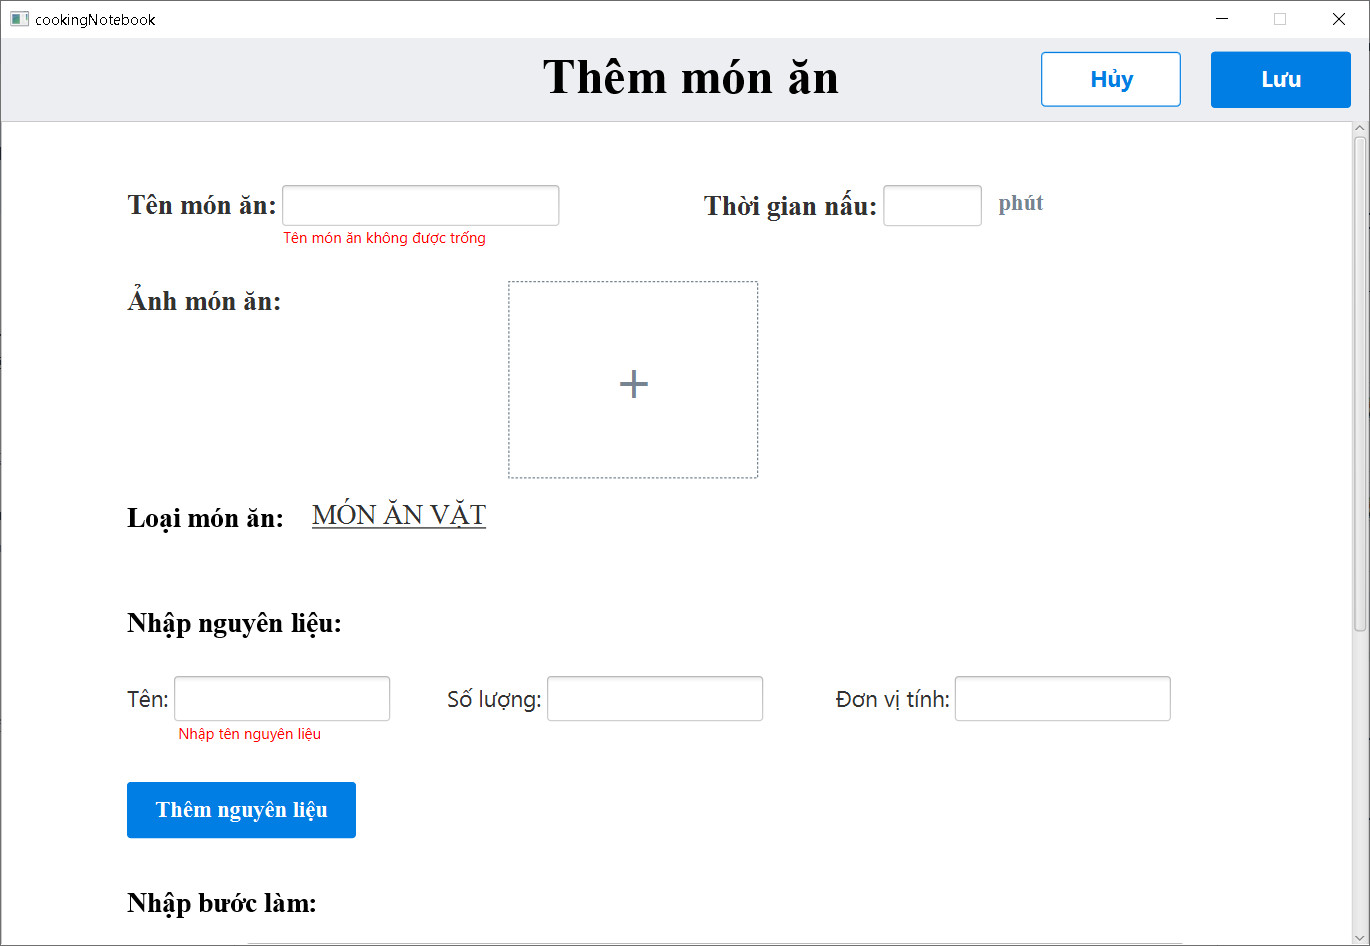 cookingNotebook
Thêm món ăn
Hủy
Lưu
Tên món ăn:
Thời gian nấu:
phút
Tên món ăn không được trống
Ảnh món ăn:
+
Loại món ăn:
MÓN ĂN VẶT
Nhập nguyên liệu:
Tên:
Số lượng:
Đơn vị tính:
Nhập tên nguyên liệu
Thêm nguyên liệu
Nhập bước làm: